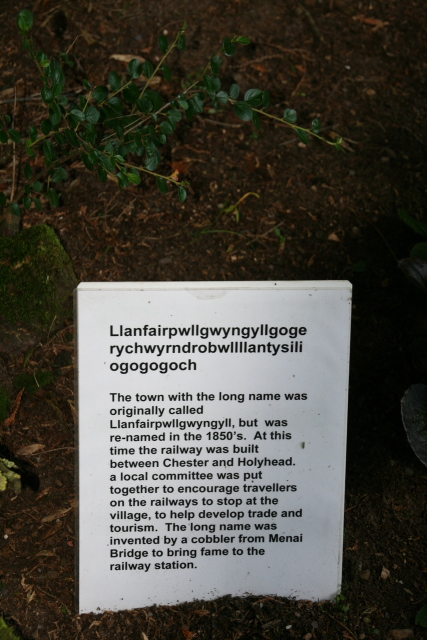 Llanfairpwllgwyngyllgoge
rychwyrndrobwllllantysili
ogogogoch
The town with the long name was
originally called
Llanfairpwllgwyngyll, but was
re-named in the 1850's. At this
time the railway was built
between Chester and Holyhead.
a local committee was put
together to encourage travellers
on the railways to stop at the
village, to help develop trade and
tourism. The long name was
invented by a cobbler from Menai
Bridge to bring fame to the
railway station.